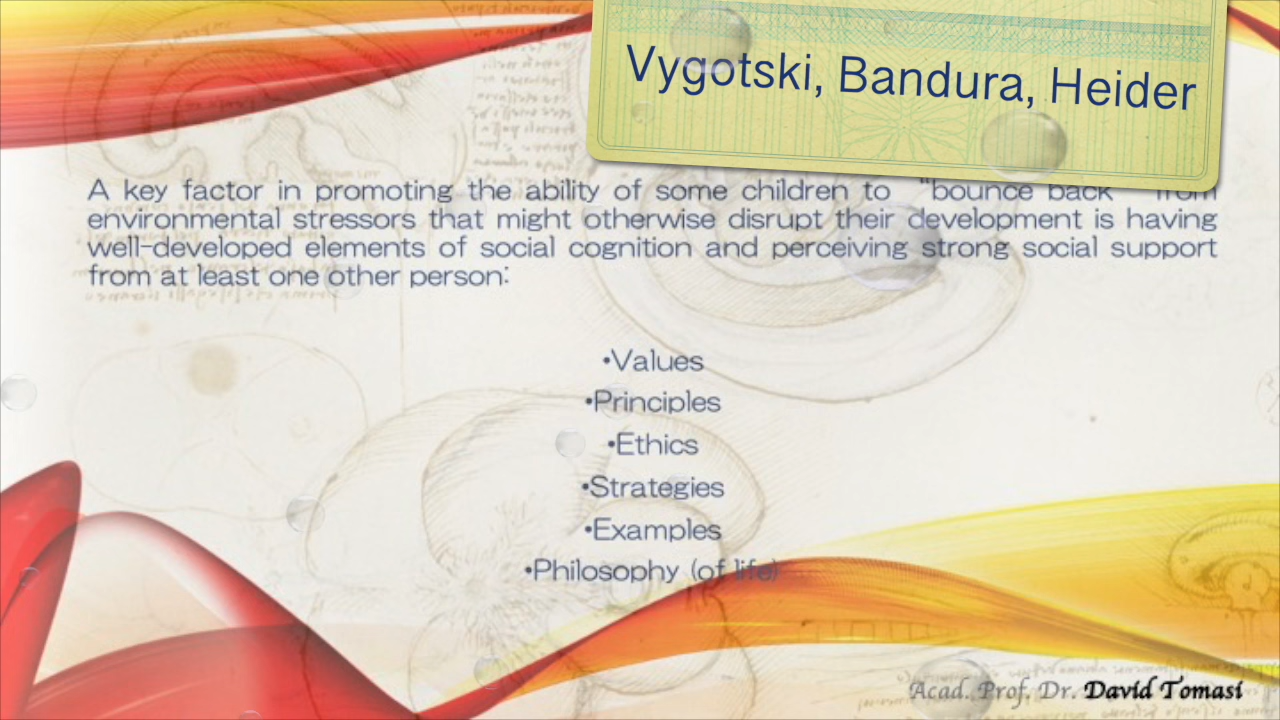 Vygotski, Bandura, Heider
A key factor in promoting the ability of some children to "bounce back" from
environmental stressors that might otherwise disrupt their development is having
well-developed elements of social cognition and perceiving strong social support
from at least one other person:
•Values
•Principles
•Ethics
•Strategies
•Examples
•Philosophy (of life)
Acad. Prof. Dr. David Tomasi